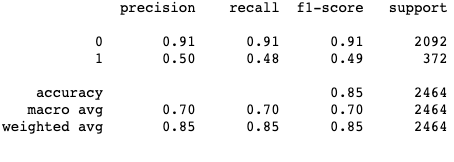 precision recall f1-score support
0 0.91 0.91 0.91 2092
1 0.50 0.48 0.49 372
accuracy 0.85 2464
macro avg 0.70 0.70 0.70 2464
weighted avg 0.85 0.85 0.85 2464